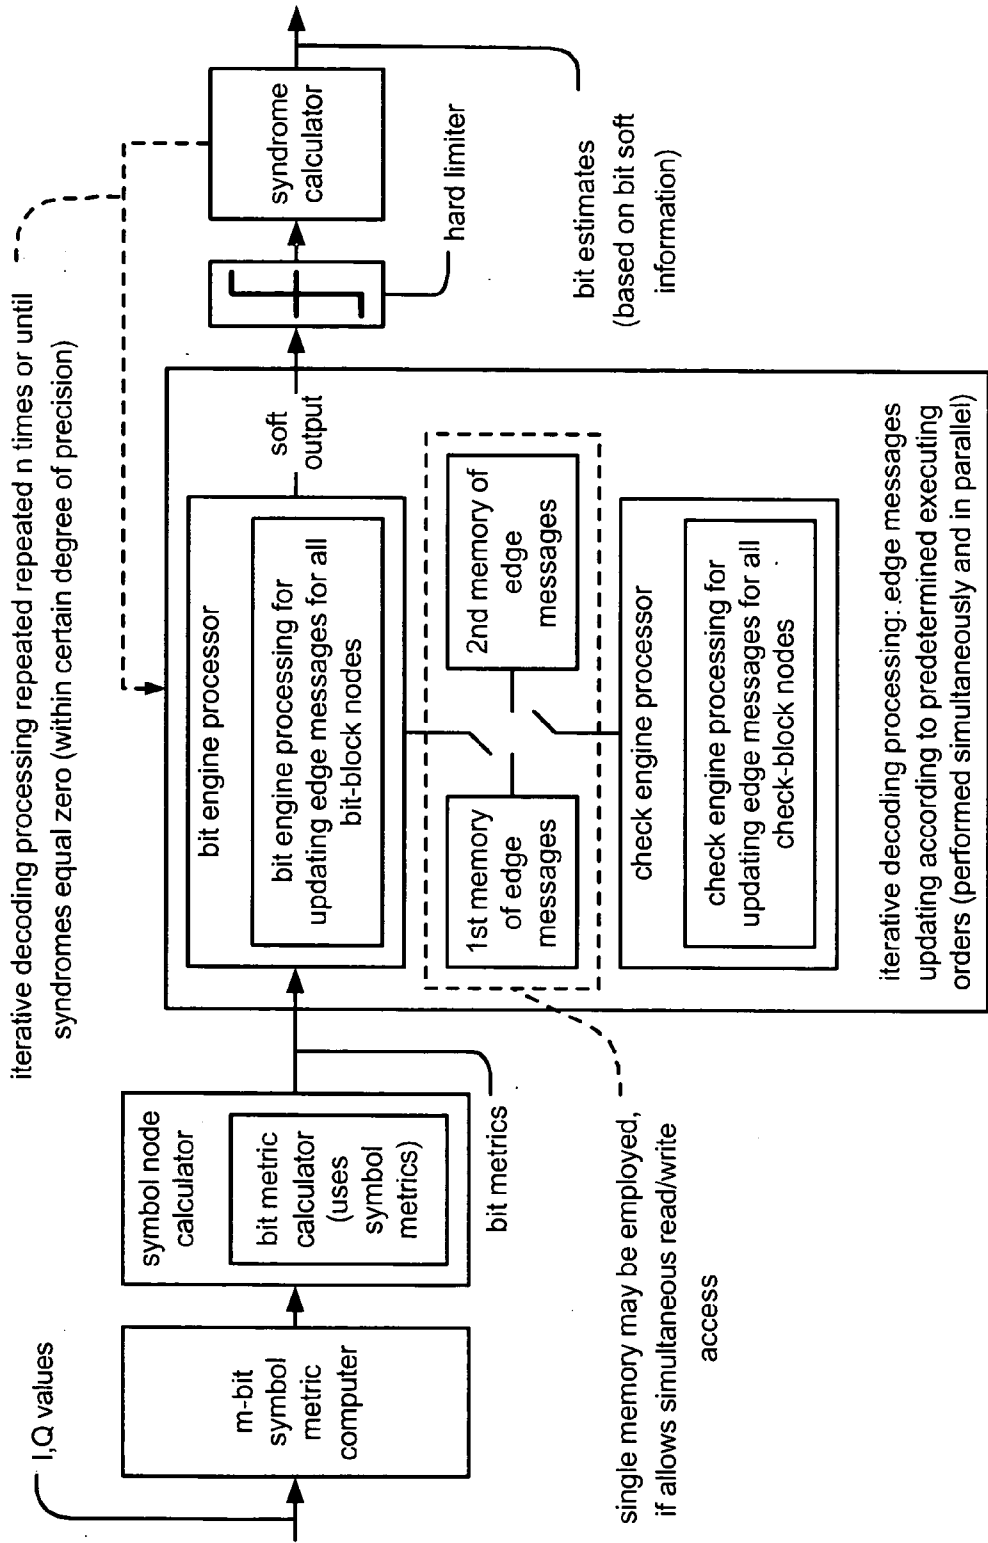 iterative decoding processing repeated repeated n times or until
syndromes equal zero (within certain degree of precision)
I,Q values
m-bit
symbol
metric
computer
symbol node
calculator
bit metric
calculator
(uses
symbol
metrics)
bit metrics
bit engine processor
bit engine processing for
updating edge messages for all
bit-block nodes
soft
output
1st memory
of edge
messages
2nd memory of
edge
messages
check engine processor
check engine processing for
updating edge messages for all
check-block nodes
iterative decoding processing: edge messages
updating according to predetermined executing
orders (performed simultaneously and in parallel)
single memory may be employed,
if allows simultaneous read/write
access
hard limiter
syndrome
calculator
bit estimates
(based on bit soft
information)